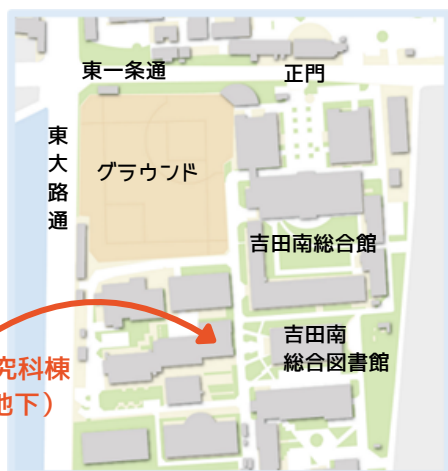 東一条通
正門
東大路通
グラウンド
吉田南総合館
吉田南
総合図書館
究科棟
地下）